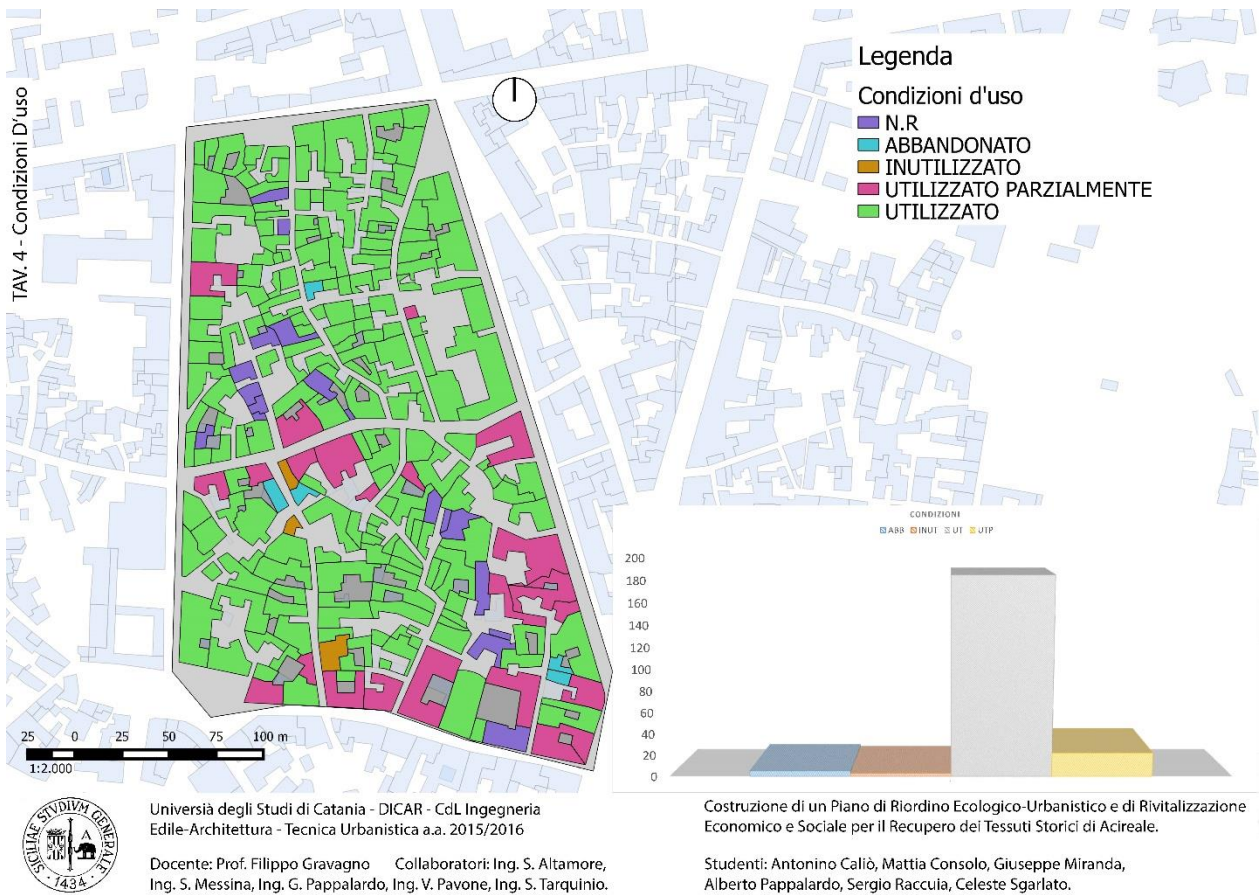 TAV. 4 - Condizioni D'uso
Legenda
Condizioni d'uso
N.R
ABBANDONATO
INUTILIZZATO
UTILIZZATO PARZIALMENTE
UTILIZZATO
CONDIZIONI
ABB INUT UT UTP
200
180
160
140
120
100
80
60
40
20
0
25 0 25 50 75 100 m
1:2.000
SICILIAE STVDIVM GENERALE
A
· 1434 ·
Universià degli Studi di Catania - DICAR - CdL Ingegneria
Edile-Architettura - Tecnica Urbanistica a.a. 2015/2016
Docente: Prof. Filippo Gravagno Collaboratori: Ing. S. Altamore,
Ing. S. Messina, Ing. G. Pappalardo, Ing. V. Pavone, Ing. S. Tarquinio.
Costruzione di un Piano di Riordino Ecologico-Urbanistico e di Rivitalizzazione
Economico e Sociale per il Recupero dei Tessuti Storici di Acireale.
Studenti: Antonino Caliò, Mattia Consolo, Giuseppe Miranda,
Alberto Pappalardo, Sergio Raccuia, Celeste Sgarlato.